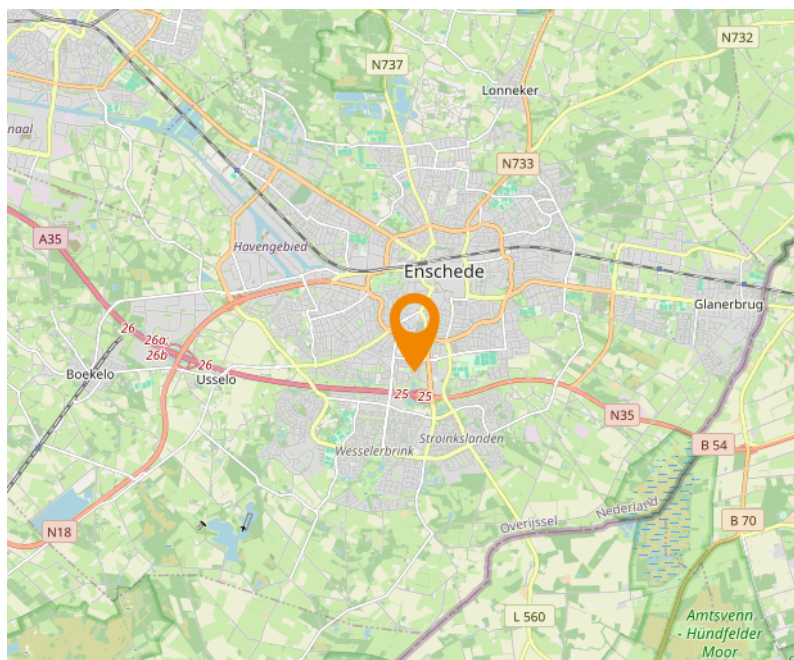 N732
N737
Lonneker
naal
N733
A35
Havengebied
Enschede
Glanerbrug
26
26a;
26b
26
Boekelo
Usselo
25
25
N35
Stroinkslanden
Wesselerbrink
B 54
Nederland
Overijssel
N18
B 70
L 560
Amtsvenn
- Hündfelder
Moor